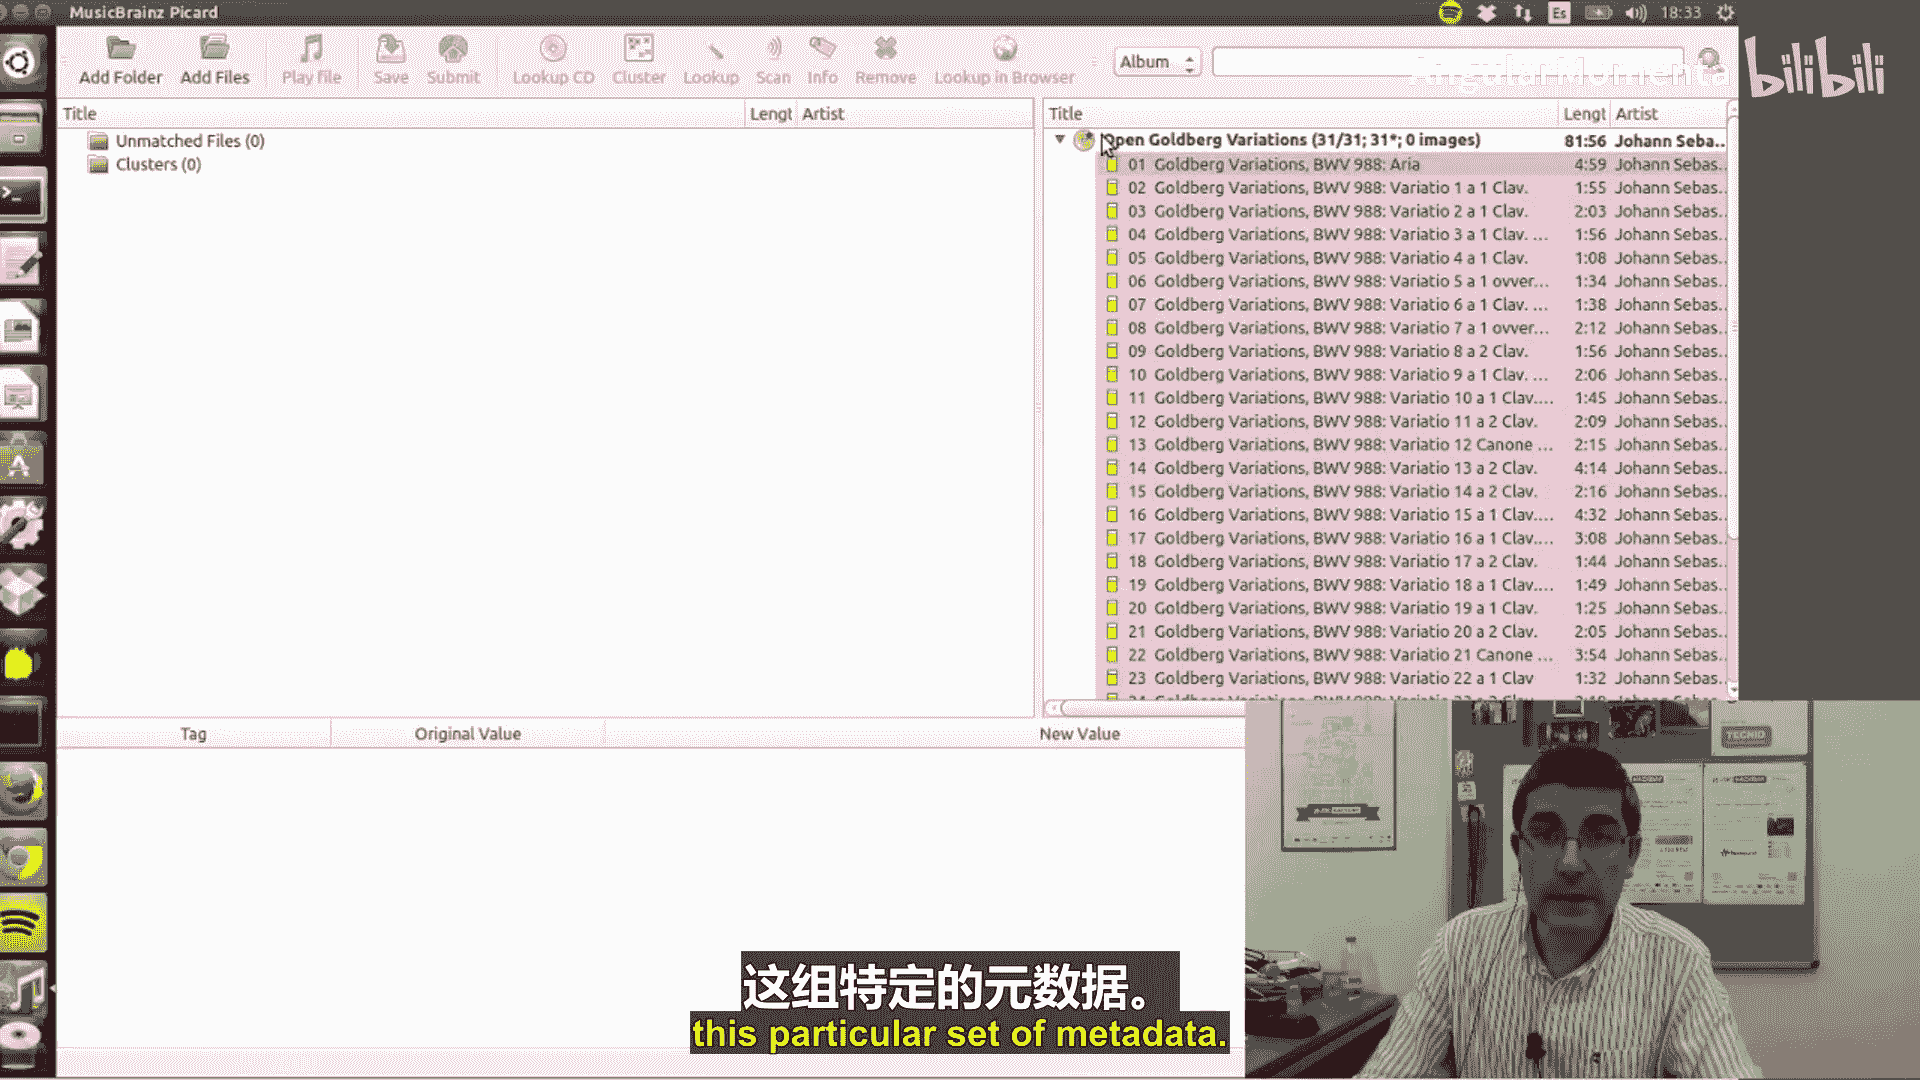 MusicBrainz Picard
Es
18:33
Add Folder
Add Files
Play file
Save
Submit
Lookup CD
Cluster
Lookup
Scan
Info
Remove
Lookup in Browser
Album
AngularMomenta
bilibili
Title Lengt Artist
Unmatched Files (0)
Clusters (0)
Title Lengt Artist
Open Goldberg Variations (31/31; 31*; 0 images) 81:56 Johann Seba...
01 Goldberg Variations, BWV 988: Aria 4:59 Johann Sebas...
02 Goldberg Variations, BWV 988: Variatio 1 a 1 Clav. 1:55 Johann Sebas...
03 Goldberg Variations, BWV 988: Variatio 2 a 1 Clav. 2:03 Johann Sebas...
04 Goldberg Variations, BWV 988: Variatio 3 a 1 Clav. ... 1:56 Johann Sebas...
05 Goldberg Variations, BWV 988: Variatio 4 a 1 Clav. 1:08 Johann Sebas...
06 Goldberg Variations, BWV 988: Variatio 5 a 1 ovver... 1:34 Johann Sebas...
07 Goldberg Variations, BWV 988: Variatio 6 a 1 Clav. ... 1:38 Johann Sebas...
08 Goldberg Variations, BWV 988: Variatio 7 a 1 ovver... 2:12 Johann Sebas...
09 Goldberg Variations, BWV 988: Variatio 8 a 2 Clav. 1:56 Johann Sebas...
10 Goldberg Variations, BWV 988: Variatio 9 a 1 Clav. ... 2:06 Johann Sebas...
11 Goldberg Variations, BWV 988: Variatio 10 a 1 Clav.... 1:45 Johann Sebas...
12 Goldberg Variations, BWV 988: Variatio 11 a 2 Clav. 2:09 Johann Sebas...
13 Goldberg Variations, BWV 988: Variatio 12 Canone ... 2:15 Johann Sebas...
14 Goldberg Variations, BWV 988: Variatio 13 a 2 Clav. 4:14 Johann Sebas...
15 Goldberg Variations, BWV 988: Variatio 14 a 2 Clav. 2:16 Johann Sebas...
16 Goldberg Variations, BWV 988: Variatio 15 a 1 Clav.... 4:32 Johann Sebas...
17 Goldberg Variations, BWV 988: Variatio 16 a 1 Clav.... 3:08 Johann Sebas...
18 Goldberg Variations, BWV 988: Variatio 17 a 2 Clav. 1:44 Johann Sebas...
19 Goldberg Variations, BWV 988: Variatio 18 a 1 Clav.... 1:49 Johann Sebas...
20 Goldberg Variations, BWV 988: Variatio 19 a 1 Clav. 1:25 Johann Sebas...
21 Goldberg Variations, BWV 988: Variatio 20 a 2 Clav. 2:05 Johann Sebas...
22 Goldberg Variations, BWV 988: Variatio 21 Canone ... 3:54 Johann Sebas...
23 Goldberg Variations, BWV 988: Variatio 22 a 1 Clav 1:32 Johann Sebas...
Tag Original Value New Value
TECNIO
这组特定的元数据。
this particular set of metadata.